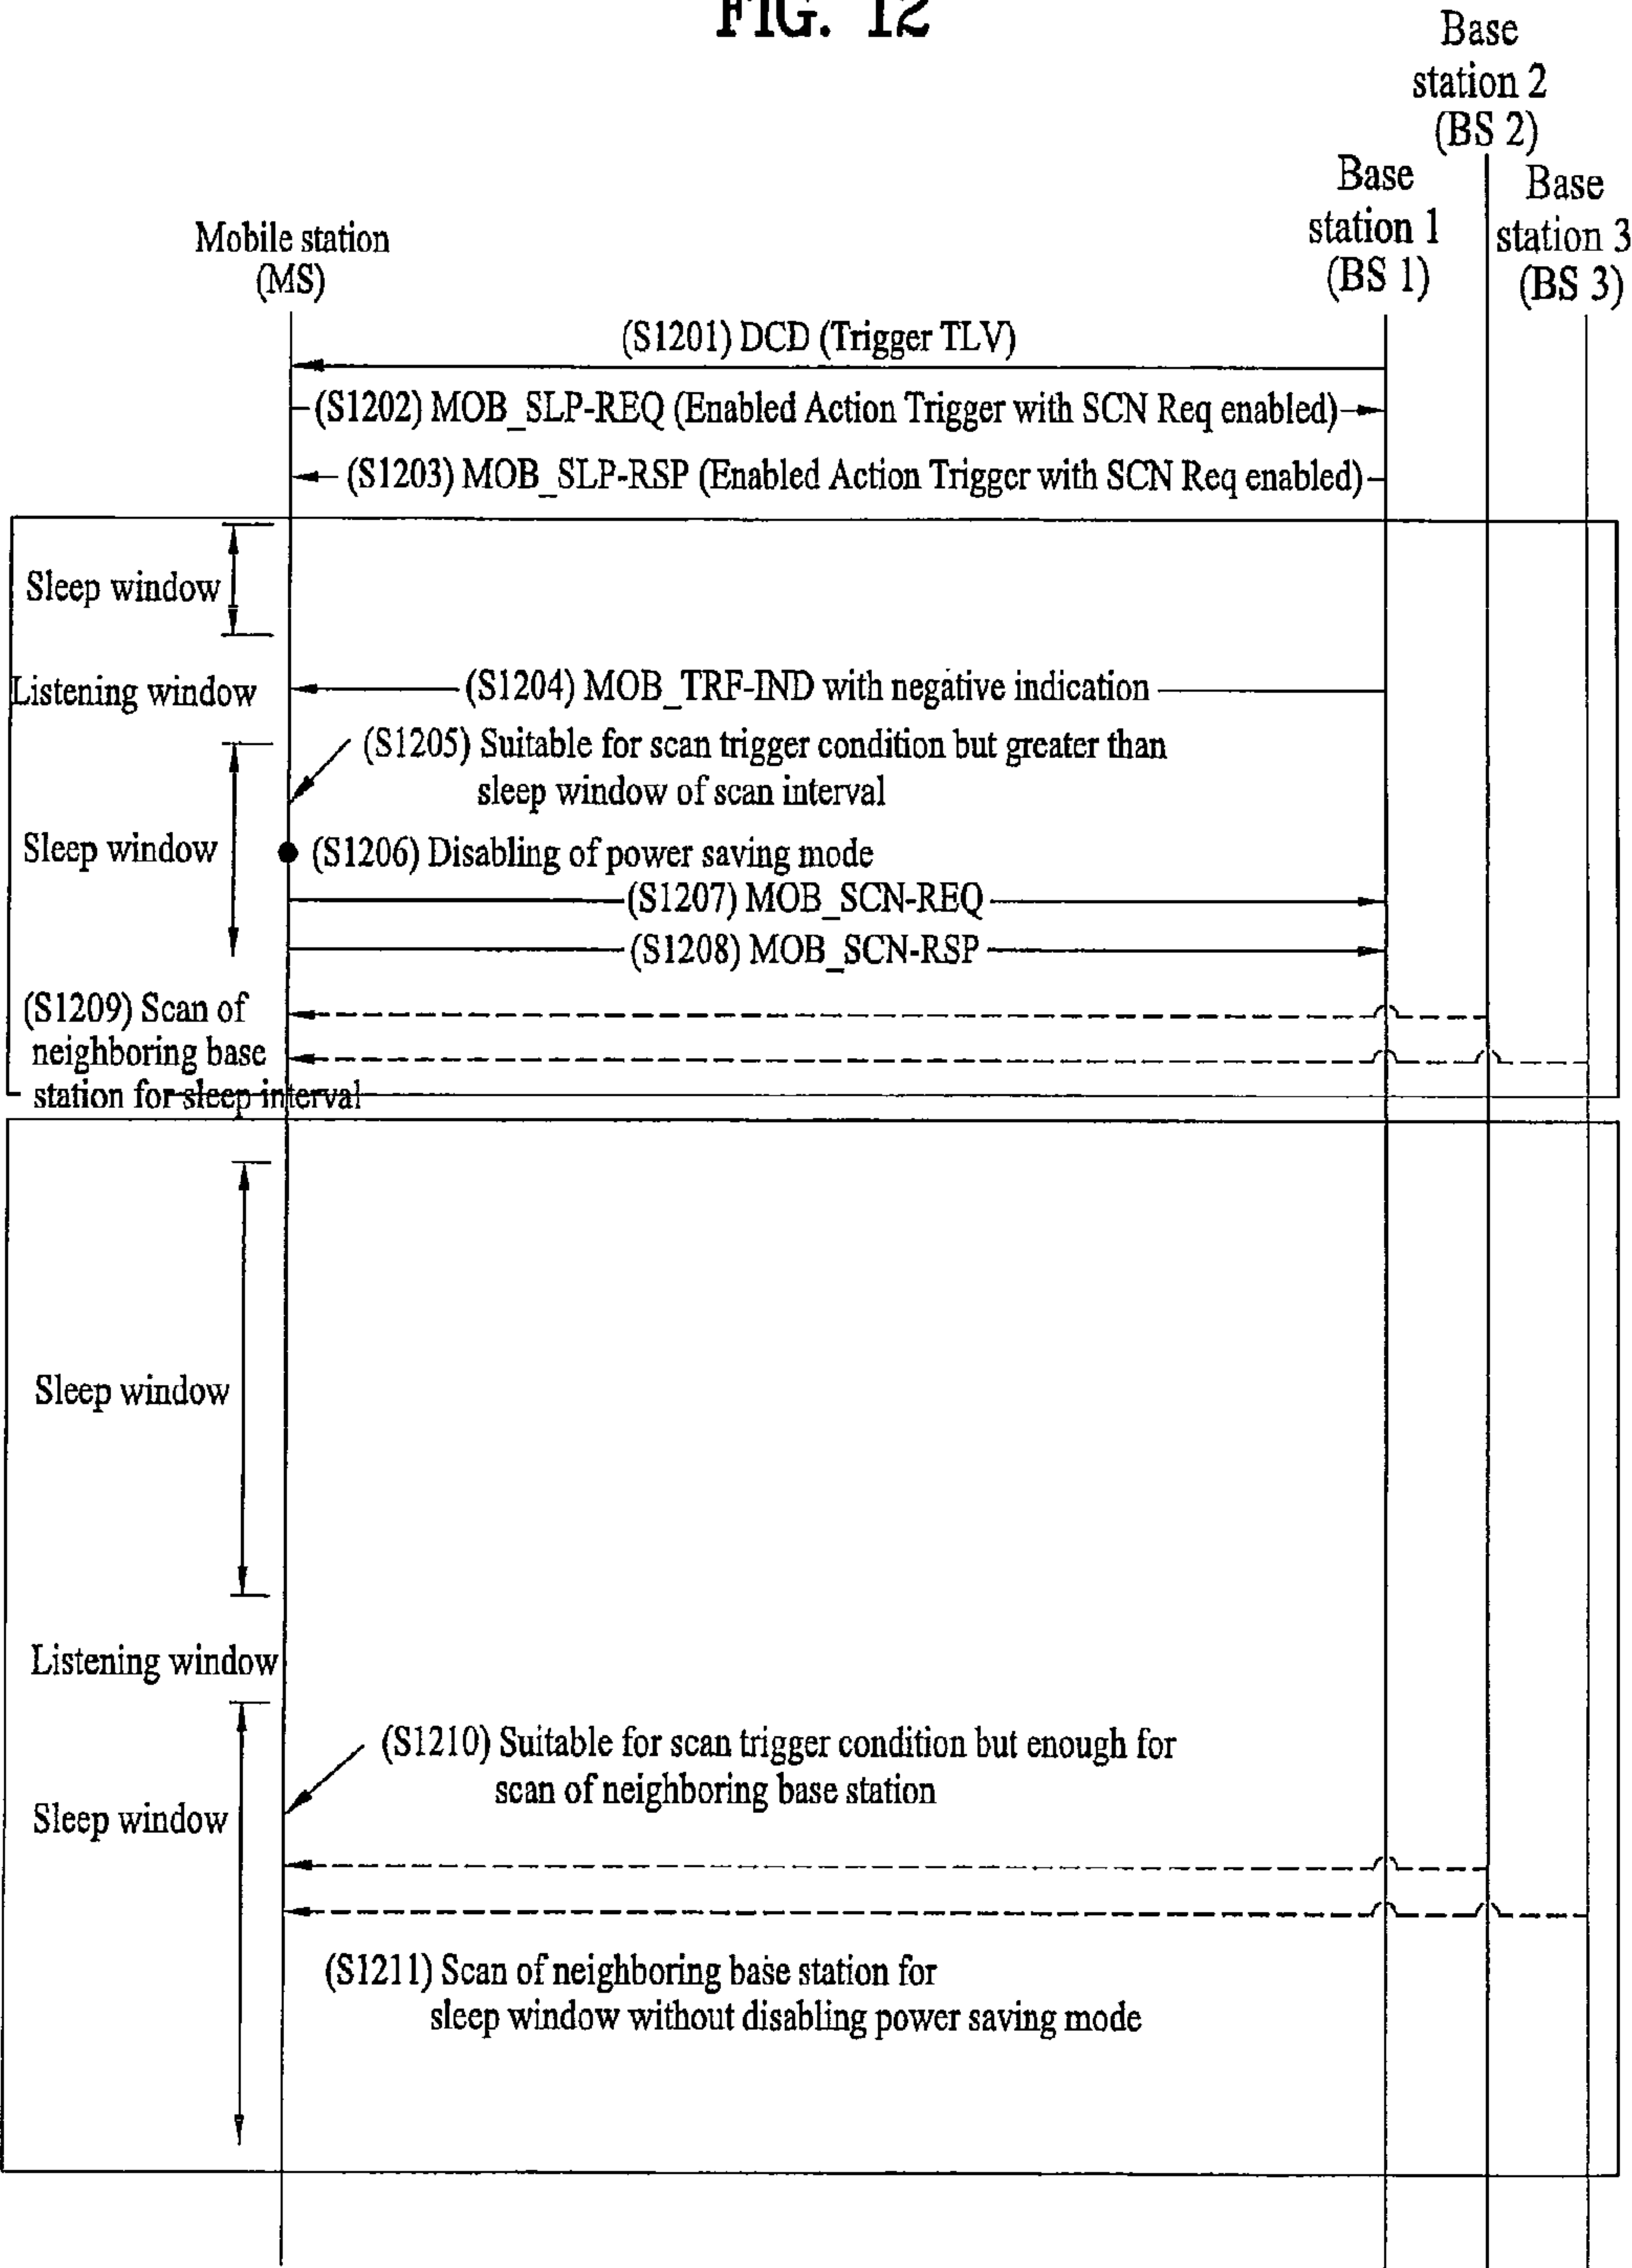 FIG. 12
Base
station 2
(BS 2)
Base
station 1
(BS 1)
Base
station 3
(BS 3)
Mobile station
(MS)
(S1201) DCD (Trigger TLV)
(S1202) MOB_SLP-REQ (Enabled Action Trigger with SCN Req enabled)
(S1203) MOB_SLP-RSP (Enabled Action Trigger with SCN Req enabled)
Sleep window
Listening window
(S1204) MOB_TRF-IND with negative indication
(S1205) Suitable for scan trigger condition but greater than
sleep window of scan interval
Sleep window
(S1206) Disabling of power saving mode
(S1207) MOB_SCN-REQ
(S1208) MOB_SCN-RSP
(S1209) Scan of
neighboring base
station for sleep interval
Sleep window
Listening window
(S1210) Suitable for scan trigger condition but enough for
scan of neighboring base station
Sleep window
(S1211) Scan of neighboring base station for
sleep window without disabling power saving mode